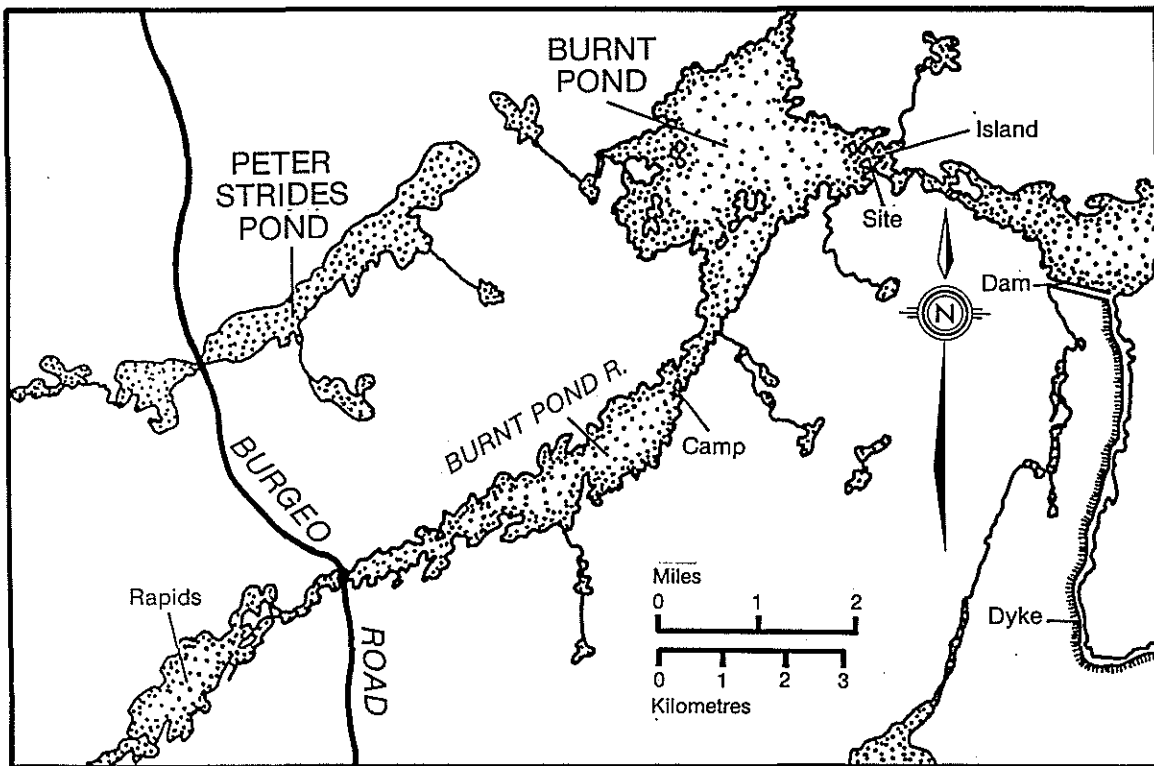 BURNT
POND
Island
PETER
STRIDES
POND
Site
Dam
N
BURNT POND R.
Camp
BURGEO
ROAD
Rapids
Miles
0 1 2
0 1 2 3
Kilometres
Dyke